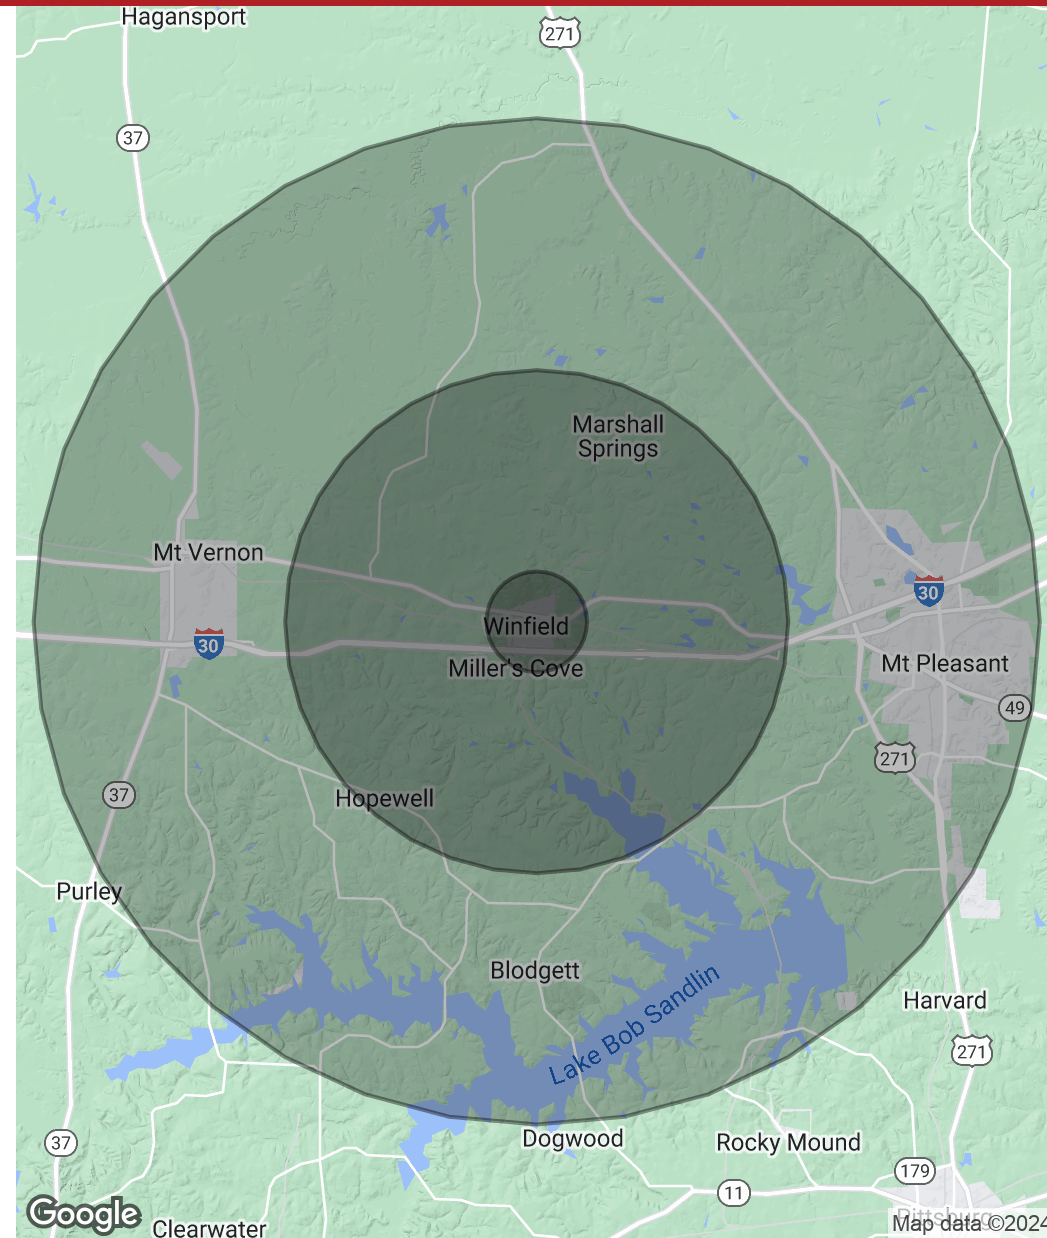 Hagansport
271
37
Marshall
Springs
Mt Vernon
30
30
Winfield
Mt Pleasant
Miller's Cove
49
271
37
Hopewell
Purley
Blodgett
Lake Bob Sandlin
Harvard
271
Dogwood
Rocky Mound
37
179
11
Google
Pittsburg
Map data ©2024
Clearwater